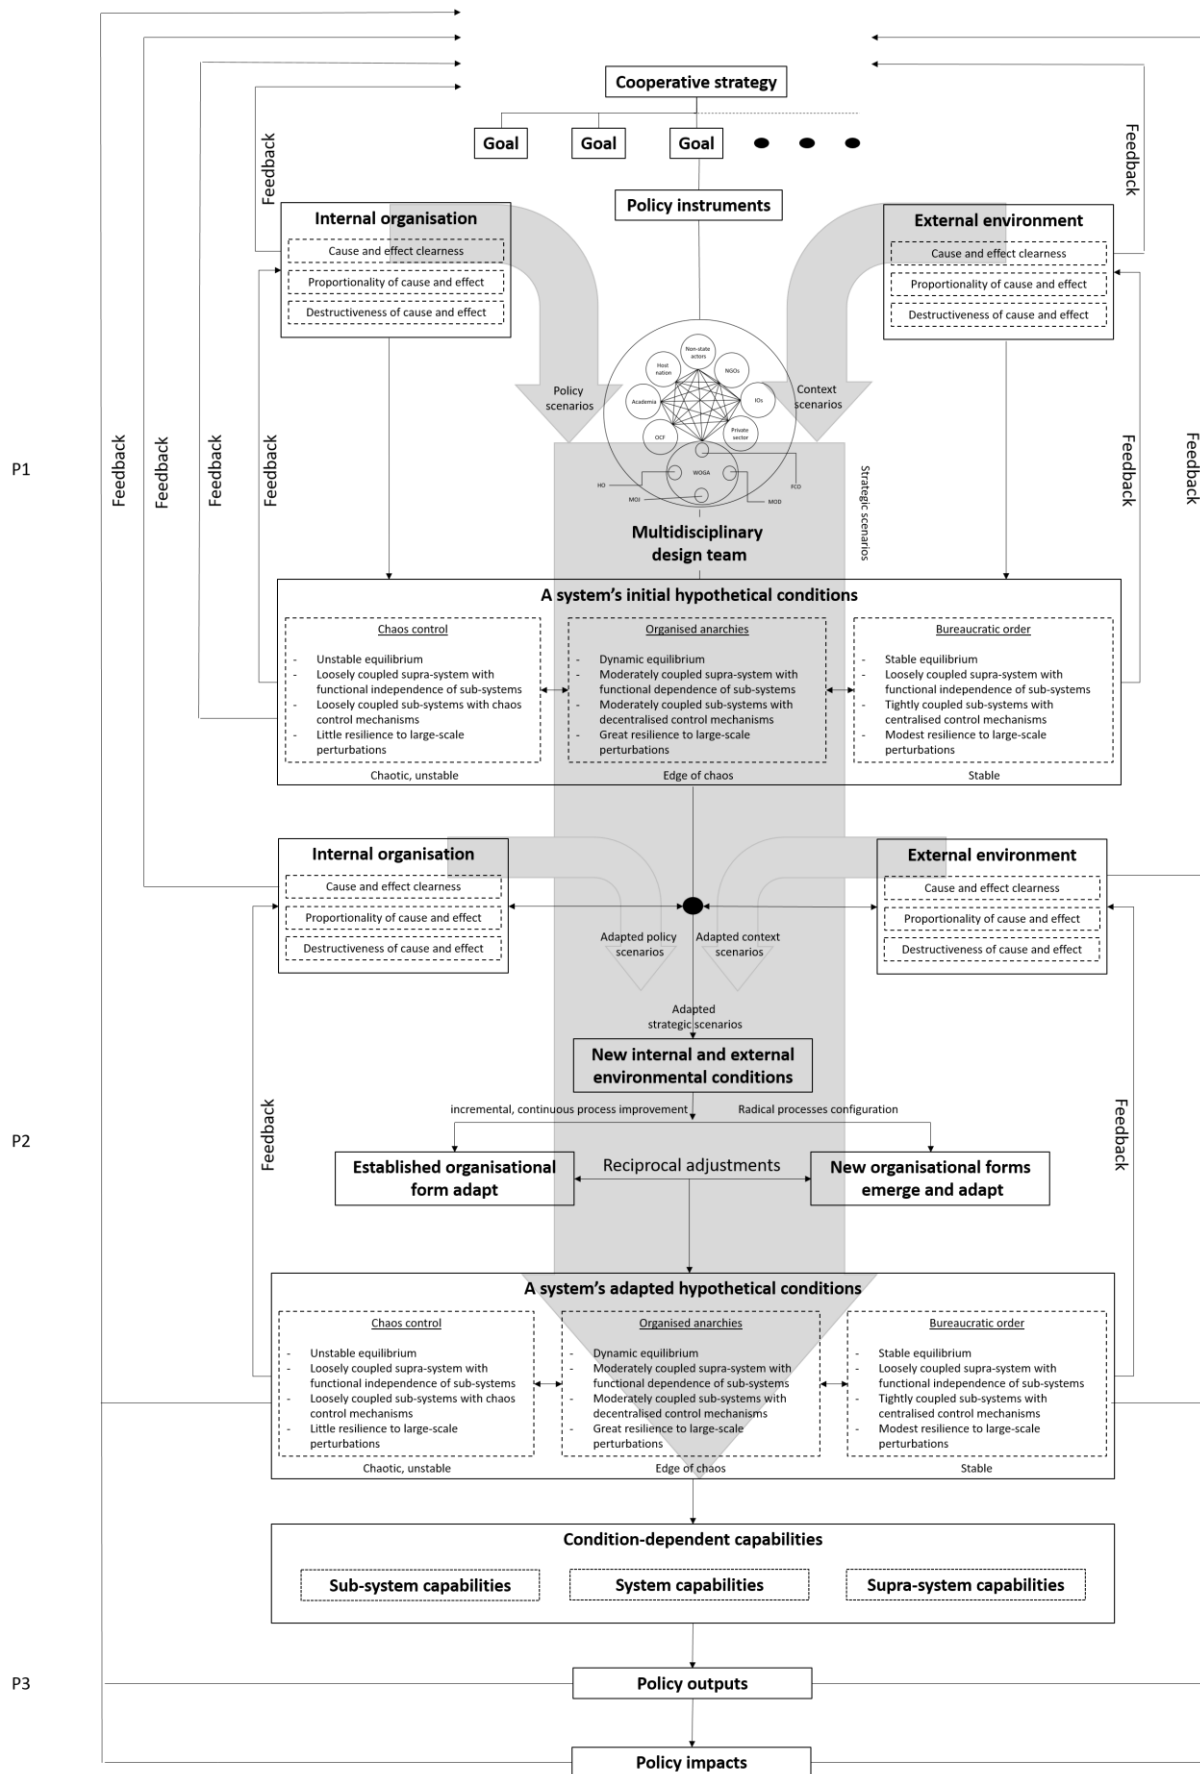 Cooperative strategy
Goal
Goal
Goal
Feedback
Feedback
Policy instruments
Internal organisation
Cause and effect clearness
Proportionality of cause and effect
Destructiveness of cause and effect
External environment
Cause and effect clearness
Proportionality of cause and effect
Destructiveness of cause and effect
Policy
scenarios
Context
scenarios
Non-state
actors
Host
nation
NGOs
Academia
IOs
OCF
Private
sector
WOGA
HO
MGI
MOD
FCO
Strategic scenarios
Multidisciplinary
design team
P1
Feedback
Feedback
Feedback
Feedback
Feedback
Feedback
A system's initial hypothetical conditions
Chaos control
- Unstable equilibrium
- Loosely coupled supra-system with
functional independence of sub-systems
- Loosely coupled sub-systems with chaos
control mechanisms
- Little resilience to large-scale
perturbations
Chaotic, unstable
Organised anarchies
- Dynamic equilibrium
- Moderately coupled supra-system with
functional dependence of sub-systems
- Moderately coupled sub-systems with
decentralised control mechanisms
- Great resilience to large-scale
perturbations
Edge of chaos
Bureaucratic order
- Stable equilibrium
- Loosely coupled supra-system with
functional independence of sub-systems
- Tightly coupled sub-systems with
centralised control mechanisms
- Modest resilience to large-scale
perturbations
Stable
Internal organisation
Cause and effect clearness
Proportionality of cause and effect
Destructiveness of cause and effect
External environment
Cause and effect clearness
Proportionality of cause and effect
Destructiveness of cause and effect
Adapted policy
scenarios
Adapted context
scenarios
Adapted
strategic scenarios
New internal and external
environmental conditions
incremental, continuous process improvement
Radical processes configuration
P2
Feedback
Feedback
Established organisational
form adapt
Reciprocal adjustments
New organisational forms
emerge and adapt
A system's adapted hypothetical conditions
Chaos control
- Unstable equilibrium
- Loosely coupled supra-system with
functional independence of sub-systems
- Loosely coupled sub-systems with chaos
control mechanisms
- Little resilience to large-scale
perturbations
Chaotic, unstable
Organised anarchies
- Dynamic equilibrium
- Moderately coupled supra-system with
functional dependence of sub-systems
- Moderately coupled sub-systems with
decentralised control mechanisms
- Great resilience to large-scale
perturbations
Edge of chaos
Bureaucratic order
- Stable equilibrium
- Loosely coupled supra-system with
functional independence of sub-systems
- Tightly coupled sub-systems with
centralised control mechanisms
- Modest resilience to large-scale
perturbations
Stable
Condition-dependent capabilities
Sub-system capabilities
System capabilities
Supra-system capabilities
P3
Policy outputs
Policy impacts